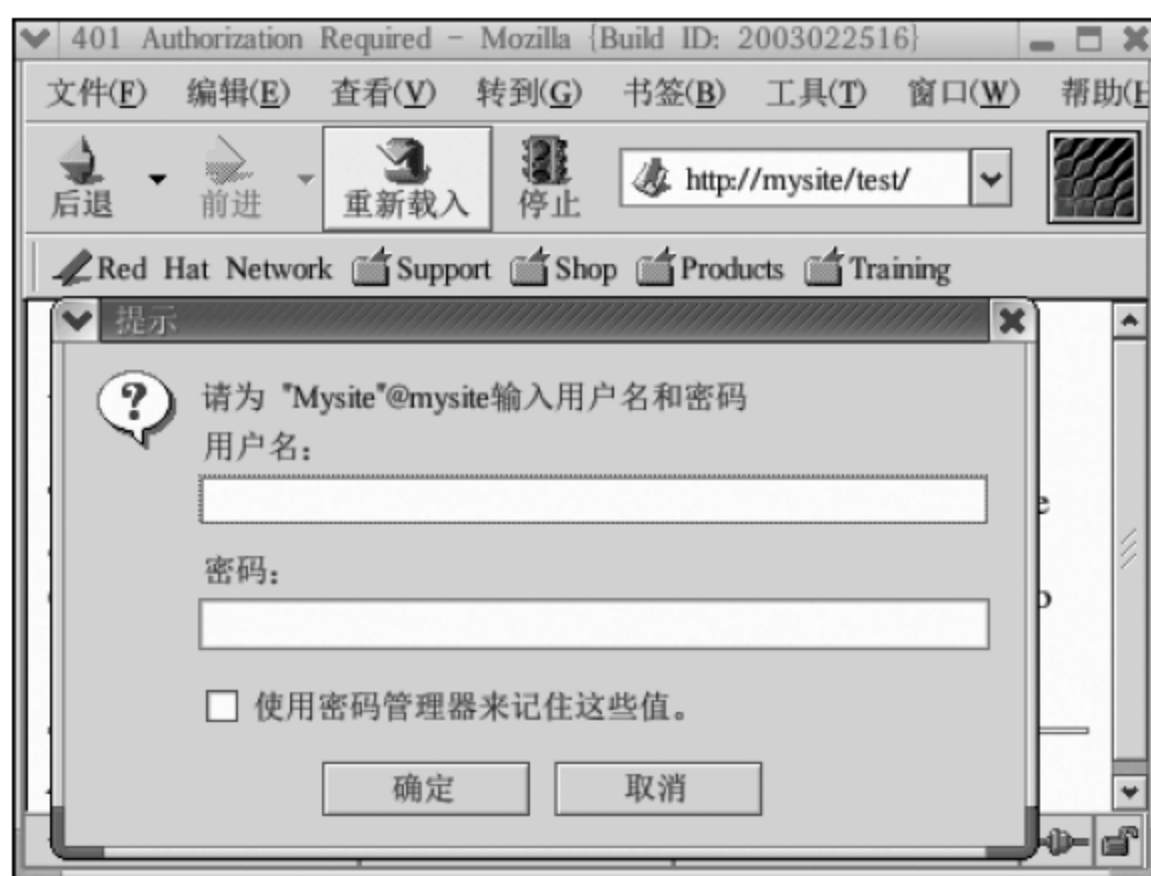 401 Authorization Required - Mozilla {Build ID: 2003022516}
文件(F) 编辑(E) 查看(V) 转到(G) 书签(B) 工具(T) 窗口(W) 帮助(H
后退 前进 重新载入 停止 http://mysite/test/
Red Hat Network Support Shop Products Training
提示
请为 "Mysite"@mysite输入用户名和密码
用户名:
密码:
使用密码管理器来记住这些值。
确定 取消